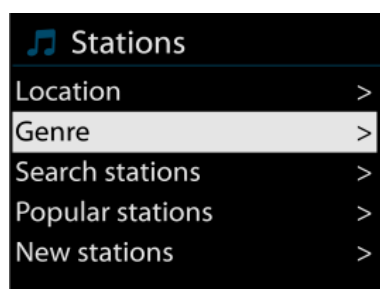 Stations
Location >
Genre >
Search stations >
Popular stations >
New stations >